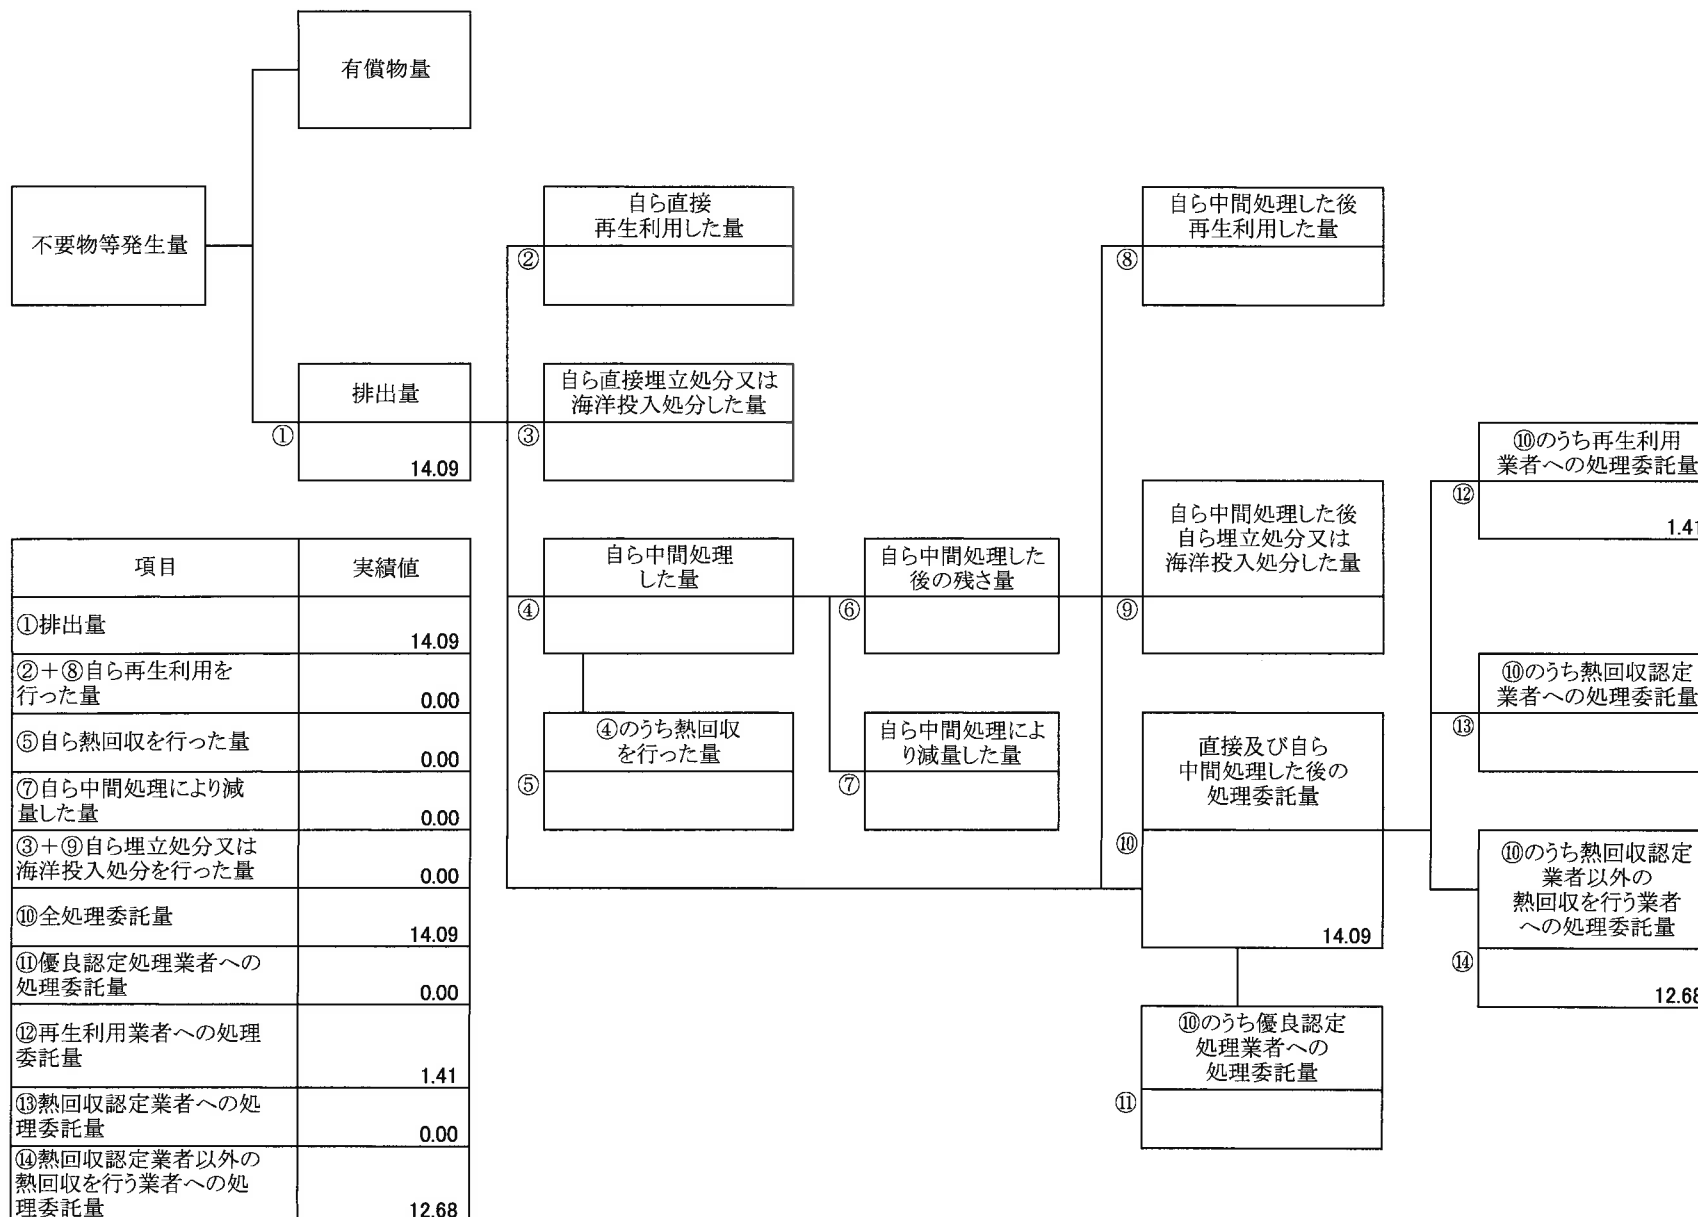 有償物量
不要物等発生量
自ら直接
再生利用した量
②
自ら中間処理した後
再生利用した量
⑧
排出量
①
14.09
自ら直接埋立処分又は
海洋投入処分した量
③
⑩のうち再生利用
業者への処理委託量
⑫
1.41
自ら中間処理
した量
④
自ら中間処理した
後の残さ量
⑥
自ら中間処理した後
自ら埋立処分又は
海洋投入処分した量
⑨
⑩のうち熱回収認定
業者への処理委託量
⑬
④のうち熱回収
を行った量
⑤
自ら中間処理によ
り減量した量
⑦
直接及び自ら
中間処理した後の
処理委託量
⑩
14.09
⑩のうち熱回収認定
業者以外の
熱回収を行う業者
への処理委託量
⑭
12.68
⑩のうち優良認定
処理業者への
処理委託量
⑪
項目 実績値
①排出量
14.09
②+⑧自ら再生利用を
行った量 0.00
⑤自ら熱回収を行った量
0.00
⑦自ら中間処理により減
量した量 0.00
③+⑨自ら埋立処分又は
海洋投入処分を行った量 0.00
⑩全処理委託量
14.09
⑪優良認定処理業者への
処理委託量 0.00
⑫再生利用業者への処理
委託量
1.41
⑬熱回収認定業者への処
理委託量 0.00
⑭熱回収認定業者以外の
熱回収を行う業者への処
理委託量 12.68